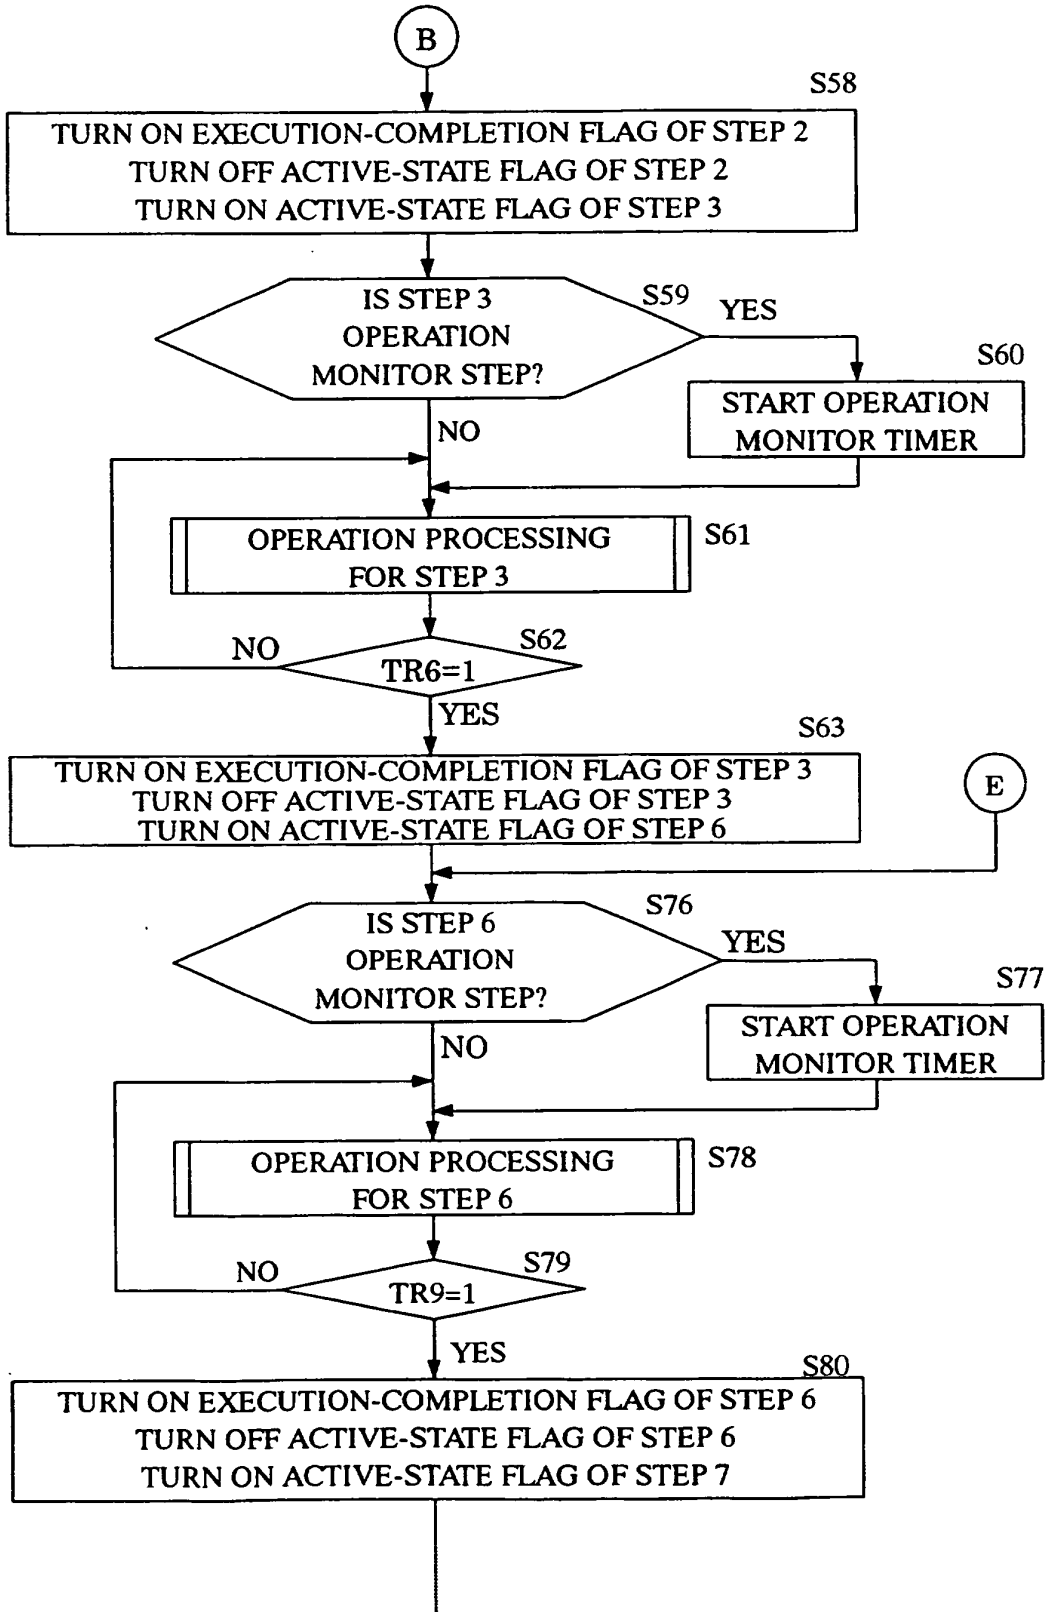 B
S58
TURN ON EXECUTION-COMPLETION FLAG OF STEP 2
TURN OFF ACTIVE-STATE FLAG OF STEP 2
TURN ON ACTIVE-STATE FLAG OF STEP 3
IS STEP 3
OPERATION
MONITOR STEP?
S59
YES
S60
START OPERATION
MONITOR TIMER
NO
OPERATION PROCESSING
FOR STEP 3
S61
S62
NO
TR6=1
YES
S63
TURN ON EXECUTION-COMPLETION FLAG OF STEP 3
TURN OFF ACTIVE-STATE FLAG OF STEP 3
TURN ON ACTIVE-STATE FLAG OF STEP 6
E
IS STEP 6
OPERATION
MONITOR STEP?
S76
YES
S77
START OPERATION
MONITOR TIMER
NO
OPERATION PROCESSING
FOR STEP 6
S78
S79
NO
TR9=1
YES
S80
TURN ON EXECUTION-COMPLETION FLAG OF STEP 6
TURN OFF ACTIVE-STATE FLAG OF STEP 6
TURN ON ACTIVE-STATE FLAG OF STEP 7